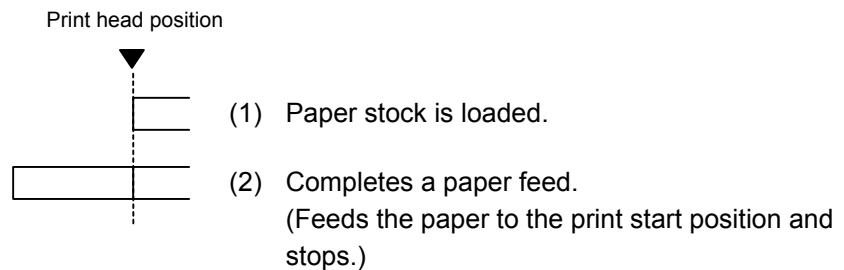 Print head position
(1) Paper stock is loaded.
(2) Completes a paper feed.
(Feeds the paper to the print start position and
stops.)